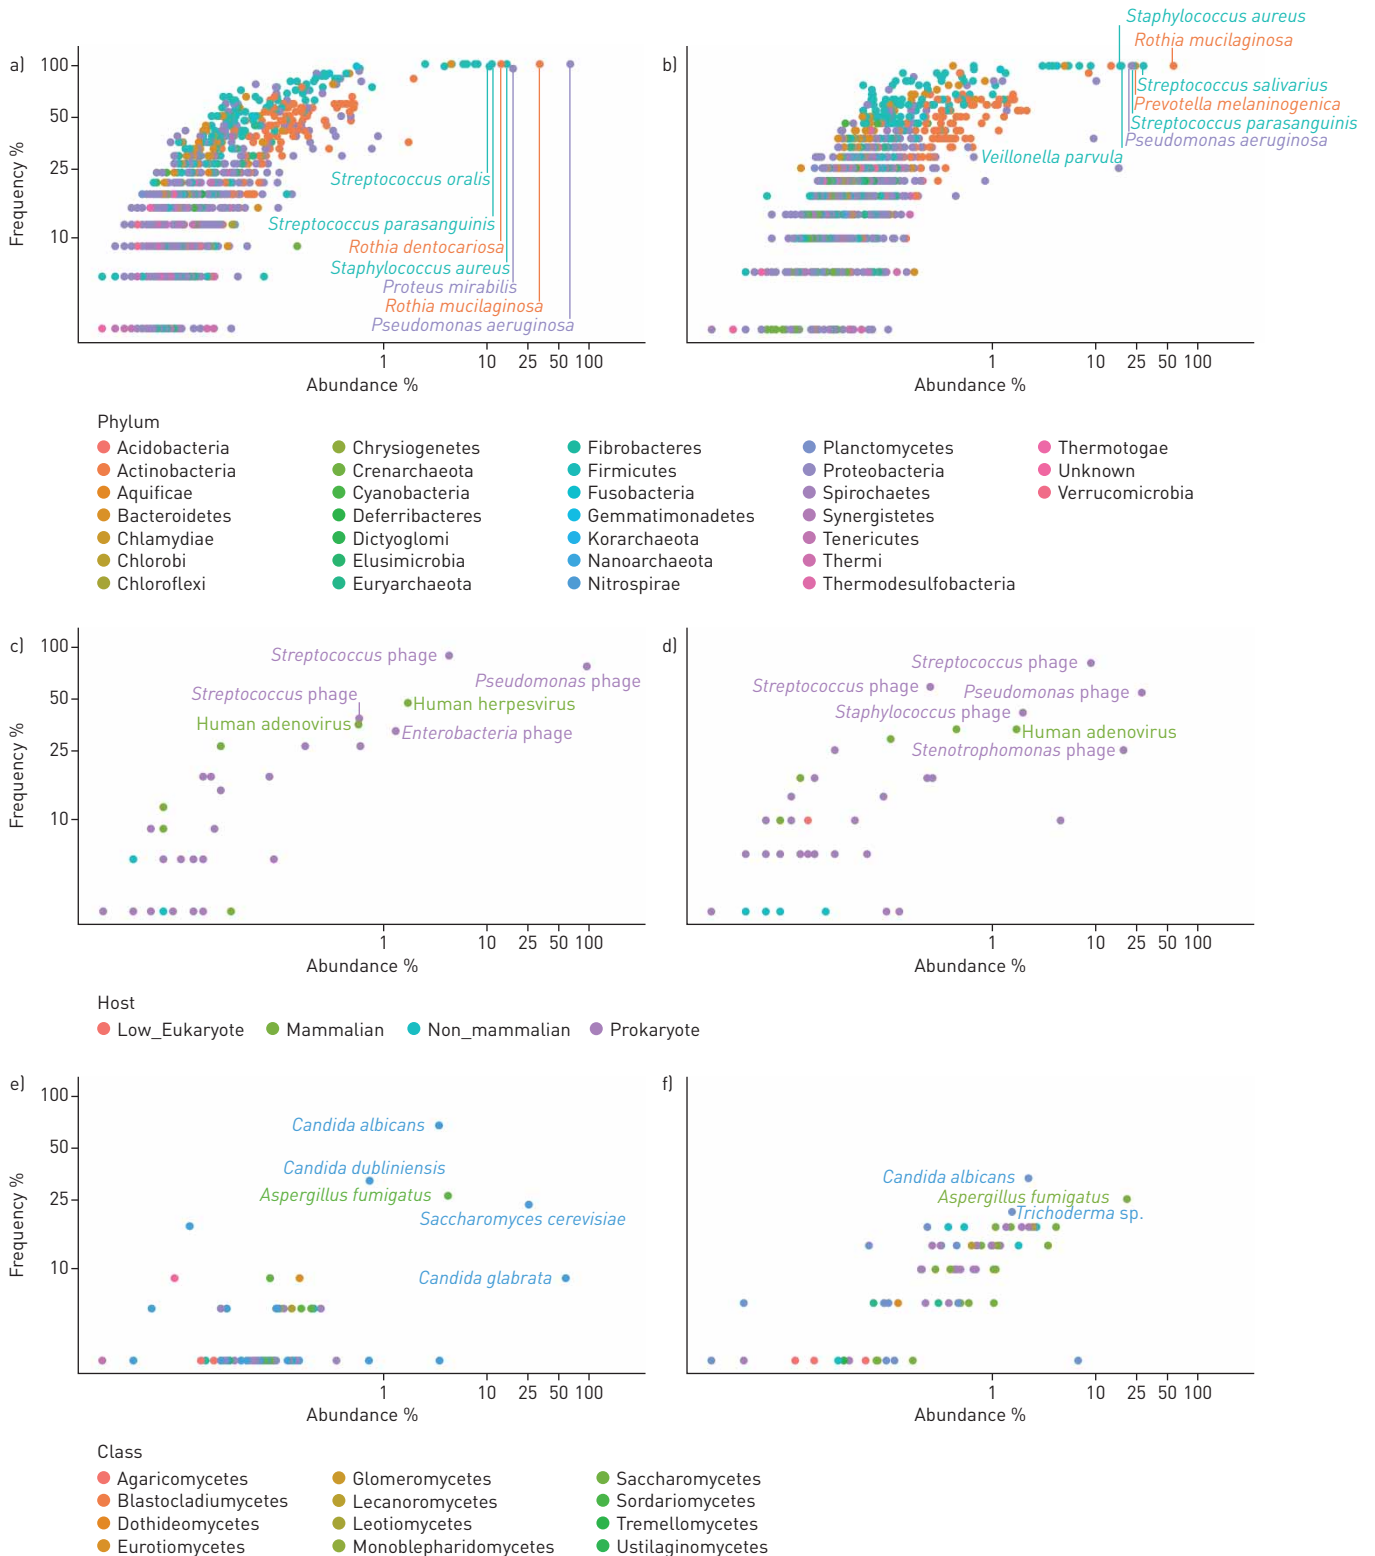 a)
Frequency %
100
50
25
10
Streptococcus oralis
Streptococcus parasanguinis
Rothia dentocariosa
Staphylococcus aureus
Proteus mirabilis
Rothia mucilaginosa
Pseudomonas aeruginosa
1 10 25 50 100
Abundance %
b)
Staphylococcus aureus
Rothia mucilaginosa
Streptococcus salivarius
Prevotella melaninogenica
Streptococcus parasanguinis
Pseudomonas aeruginosa
Veillonella parvula
1 10 25 50 100
Abundance %
Phylum
Acidobacteria
Actinobacteria
Aquificae
Bacteroidetes
Chlamydiae
Chlorobi
Chloroflexi
Chrysiogenetes
Crenarchaeota
Cyanobacteria
Deferribacteres
Dictyoglomi
Elusimicrobia
Euryarchaeota
Fibrobacteres
Firmicutes
Fusobacteria
Gemmatimonadetes
Korarchaeota
Nanoarchaeota
Nitrospirae
Planctomycetes
Proteobacteria
Spirochaetes
Synergistetes
Tenericutes
Thermi
Thermodesulfobacteria
Thermotogae
Unknown
Verrucomicrobia
c)
Frequency %
100
50
25
10
Streptococcus phage
Pseudomonas phage
Streptococcus phage
Human herpesvirus
Human adenovirus
Enterobacteria phage
1 10 25 50 100
Abundance %
d)
Streptococcus phage
Streptococcus phage
Pseudomonas phage
Staphylococcus phage
Human adenovirus
Stenotrophomonas phage
1 10 25 50 100
Abundance %
Host
Low_Eukaryote
Mammalian
Non_mammalian
Prokaryote
e)
Frequency %
100
50
25
10
Candida albicans
Candida dubliniensis
Aspergillus fumigatus
Saccharomyces cerevisiae
Candida glabrata
1 10 25 50 100
Abundance %
f)
Candida albicans
Aspergillus fumigatus
Trichoderma sp.
1 10 25 50 100
Abundance %
Class
Agaricomycetes
Blastocladiumycetes
Dothideomycetes
Eurotiomycetes
Glomeromycetes
Lecanoromycetes
Leotiomycetes
Monoblepharidomycetes
Saccharomycetes
Sordariomycetes
Tremellomycetes
Ustilaginomycetes